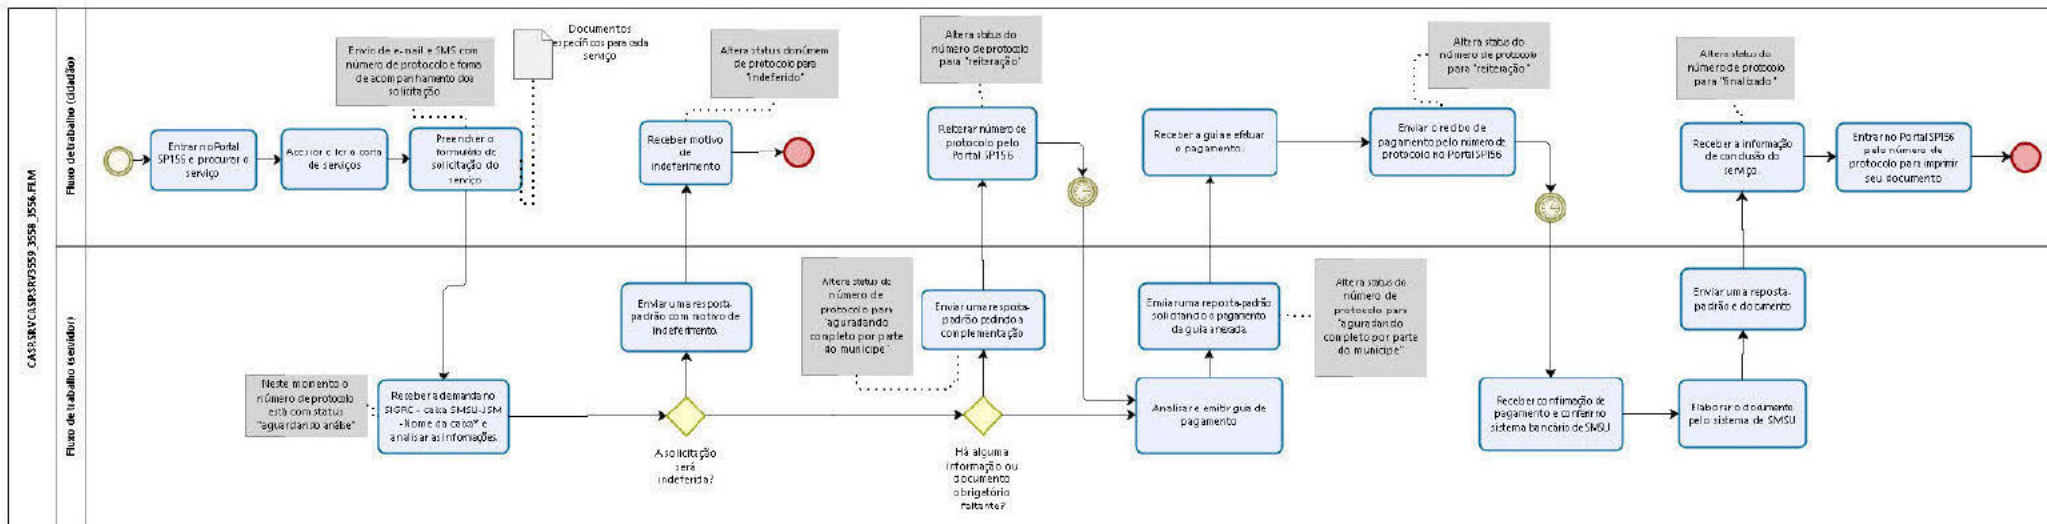 Fluxo de trabalho (cidadão)
Envio de e-mail e SMS com
número de protocolo e forma
de acompanhamento da
solicitação
Documentos
específicos para cada
serviço
Altera status do númem
de protocolo para
"indeferido"
Altera status do
número de protocolo
para "reiteração"
Altera status do
número de protocolo
para "reiteração"
Altera status do
número de protocolo
para "finalizado"
Entrar no Portal
SP156 e procurar o
serviço
Acessar e ler a carta
de serviços
Preencher o
formulário de
solicitação do
serviço
Receber motivo
de
indeferimento
Reiterar número de
protocolo pelo
Portal SP156
Receber a guia e efetuar
o pagamento.
Enviar o recibo de
pagamento pelo número de
protocolo no Portal SP156
Receber a informação
de conclusão do
serviço.
Entrar no Portal SP156
pelo número de
protocolo para imprimir
seu documento
Fluxo de trabalho (servidor)
Neste momento o
número de protocolo
está com status
"aguardando análise"
Receber a demanda no
SIGRC - caixa SMSU-JSM
- Nome da caixa* e
analisar as informações.
Enviar uma resposta
padrão com motivo de
indeferimento.
A solicitação
será
indeferida?
Altera status do
número de
protocolo para
"aguradando
completo por parte
do munícipe"
Enviar uma resposta-
padrão pedindo a
complementação
Há alguma
informação ou
documento
obrigatório
faltante?
Enviar uma reposta-padrão
solicitando o pagamento
da guia anexada.
Altera status do
número de
protocolo para
"aguradando
completo por parte
do munícipe"
Analisar e emitir guia de
pagamento
Receber confirmação de
pagamento e conferir no
sistema bancário de SMSU
Elaborar o documento
pelo sistema de SMSU
Enviar uma reposta-
padrão e documento